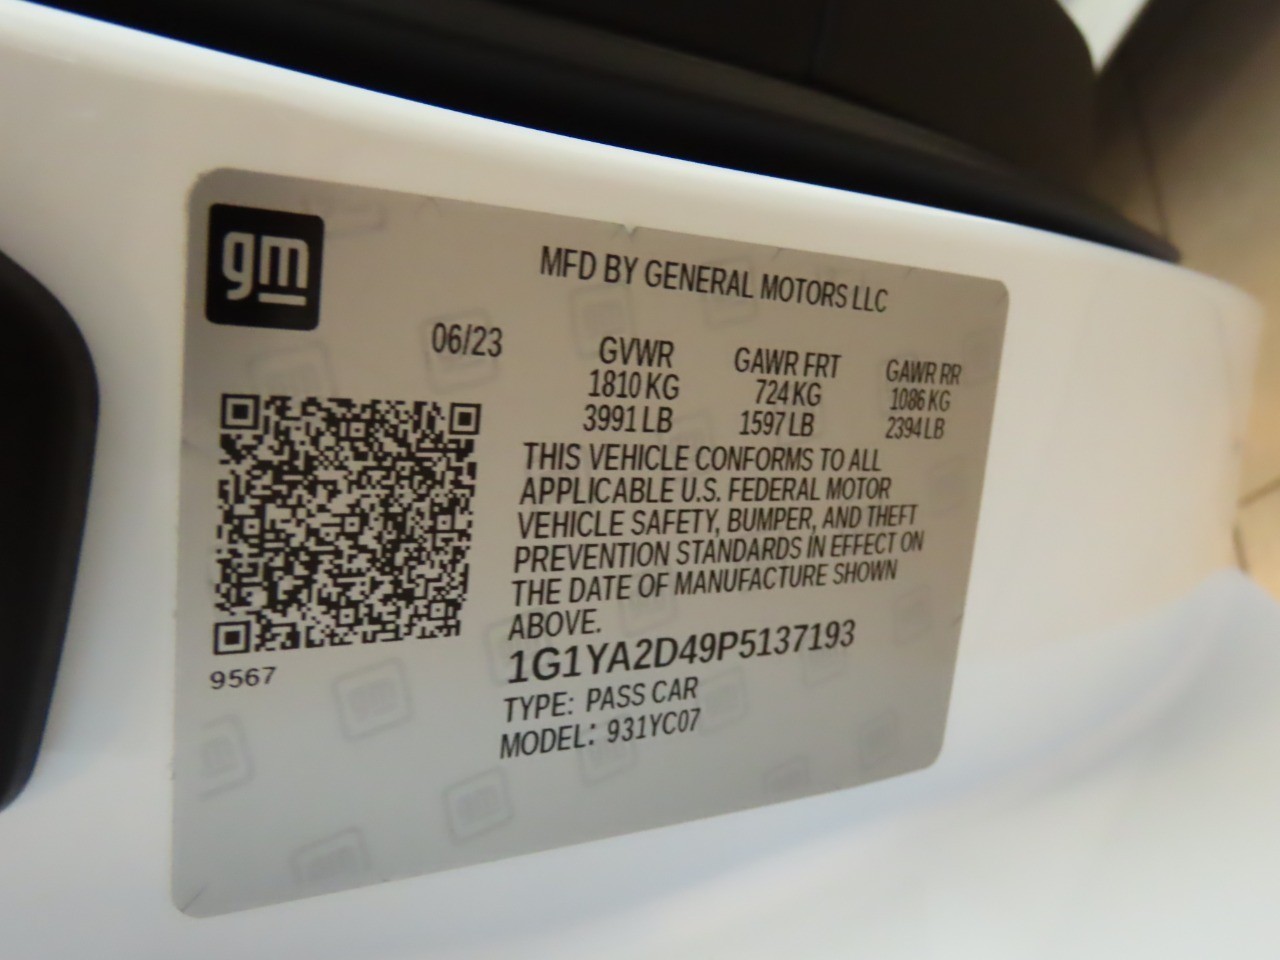 gm
MFD BY GENERAL MOTORS LLC
06/23
GVWR GAWR FRT GAWR RR
1810 KG 724 KG 1086 KG
3991 LB 1597 LB 2394 LB
THIS VEHICLE CONFORMS TO ALL
APPLICABLE U.S. FEDERAL MOTOR
VEHICLE SAFETY, BUMPER, AND THEFT
PREVENTION STANDARDS IN EFFECT ON
THE DATE OF MANUFACTURE SHOWN
ABOVE.
1G1YA2D49P5137193
9567
TYPE: PASS CAR
MODEL: 931YC07